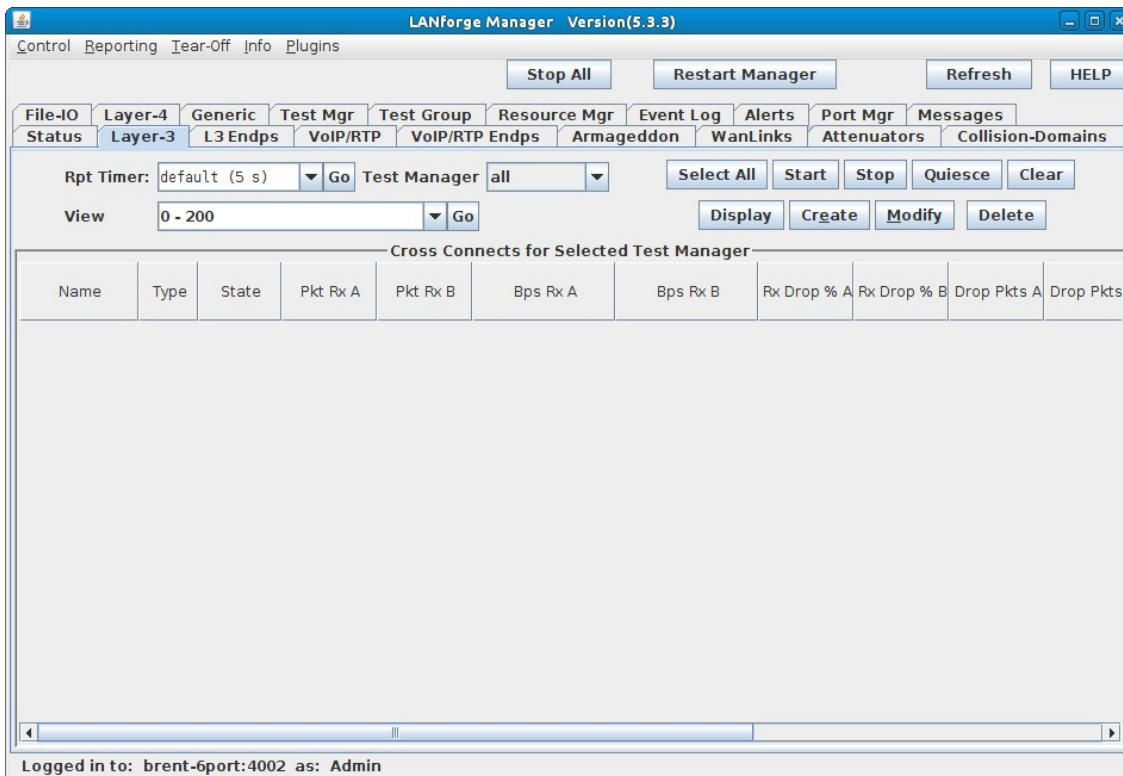 LANforge Manager Version(5.3.3)
Control Reporting Tear-Off Info Plugins
Stop All Restart Manager Refresh HELP
File-IO Layer-4 Generic Test Mgr Test Group Resource Mgr Event Log Alerts Port Mgr Messages
Status Layer-3 L3 Endps VoIP/RTP VoIP/RTP Endps Armageddon WanLinks Attenuators Collision-Domains
Rpt Timer: default (5 s) Go Test Manager all Select All Start Stop Quiesce Clear
View 0 - 200 Go Display Create Modify Delete
Cross Connects for Selected Test Manager
Name Type State Pkt Rx A Pkt Rx B Bps Rx A Bps Rx B Rx Drop % A Rx Drop % B Drop Pkts A Drop Pkts
Logged in to: brent-6port:4002 as: Admin